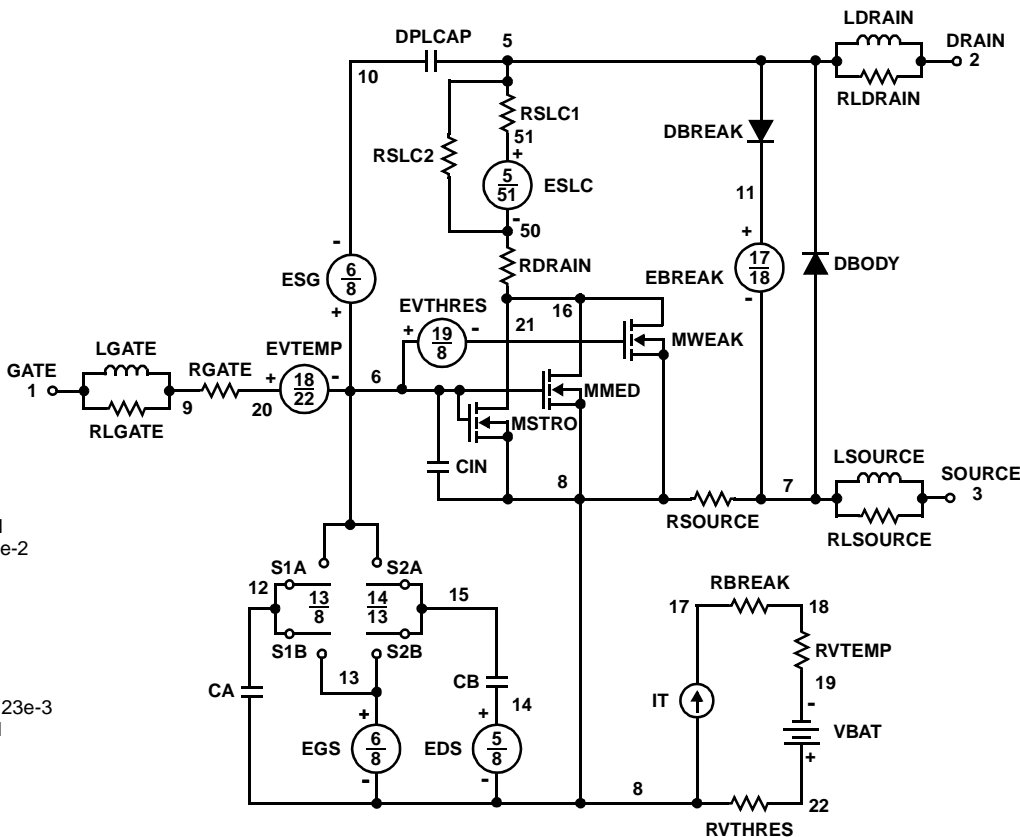 LDRAIN
DPLCAP 5 DRAIN
10 2
RLDRAIN
RSLC1
51 DBREAK
RSLC2 +
5
51 ESLC
11
- 50
- +
6
8 RDRAIN
17
18
ESG EBREAK DBODY
+ EVTHRES 16 -
+ 19
8 - 21
MWEAK
LGATE EVTEMP
GATE RGATE + 18
22 - 6
1 MMED
9 20
RLGATE MSTRO
LSOURCE
CIN 8 7 SOURCE
3
RSOURCE
RLSOURCE
e-2
S1A S2A RBREAK
12 13
8 14
13 15 17 18
S1B S2B RVTEMP
13 CB 19
CA 14 IT -
23e-3
+ + VBAT
EGS 6
8 EDS 5
8
+
- - 8 22
RVTHRES